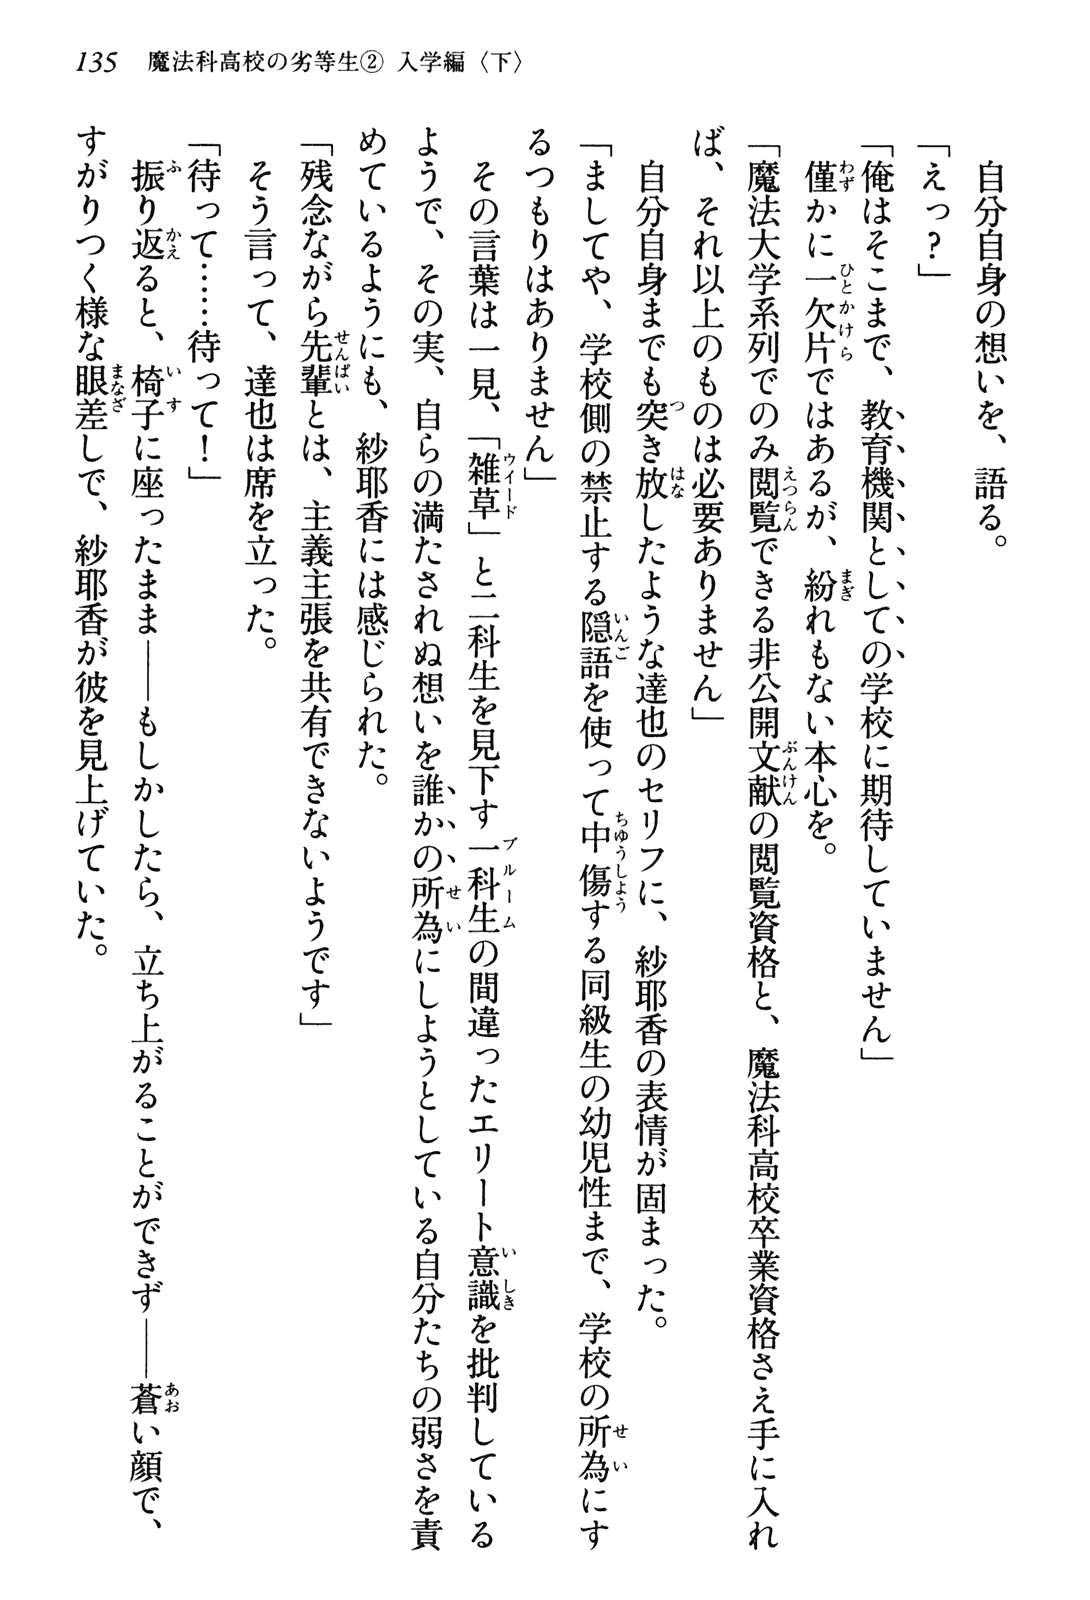 135　魔法科高校の劣等生② 入学編〈下〉
　自分自身の想いを、語る。
「えっ？」
「俺はそこまで、教育機関としての学校に期待していません」
　僅かに一欠片ではあるが、紛れもない本心を。
「魔法大学系列でのみ閲覧できる非公開文献の閲覧資格と、魔法科高校卒業資格さえ手に入れ
ば、それ以上のものは必要ありません」
　自分自身までも突き放したような達也のセリフに、紗耶香の表情が固まった。
「ましてや、学校側の禁止する隠語を使って中傷する同級生の幼児性まで、学校の所為にす
るつもりはありません」
　その言葉は一見、「雑草」と二科生を見下す一科生の間違ったエリート意識を批判している
ようで、その実、自らの満たされぬ想いを誰かの所為にしようとしている自分たちの弱さを責
めているようにも、紗耶香には感じられた。
「残念ながら先輩とは、主義主張を共有できないようです」
　そう言って、達也は席を立った。
「待って……待って！」
　振り返ると、椅子に座ったまま――もしかしたら、立ち上がることができず――蒼い顔で、
すがりつく様な眼差しで、紗耶香が彼を見上げていた。